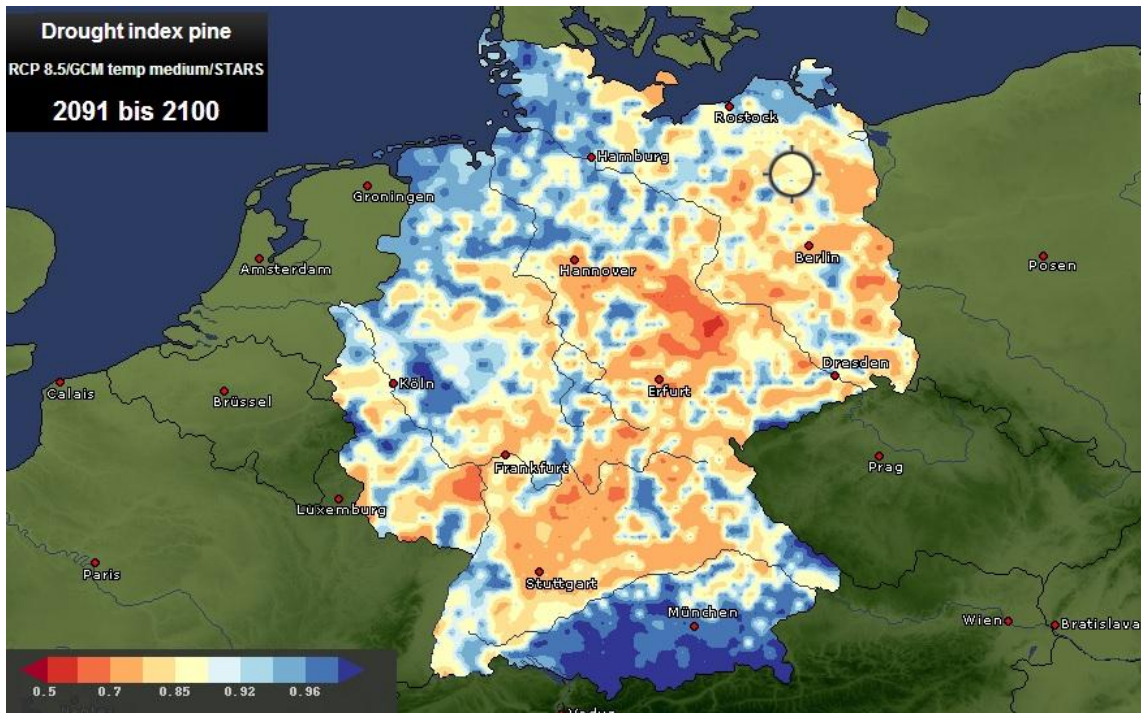 Drought index pine
RCP 8.5/GCM temp medium/STARS
2091 bis 2100
Rostock
Hamburg
Groningen
Berlin
Amsterdam
Hannover
Posen
Dresden
Calais
Köln
Erfurt
Brüssel
Frankfurt
Prag
Luxemburg
Paris
Stuttgart
München
Wien
Bratislava
0.5 0.7 0.85 0.92 0.96